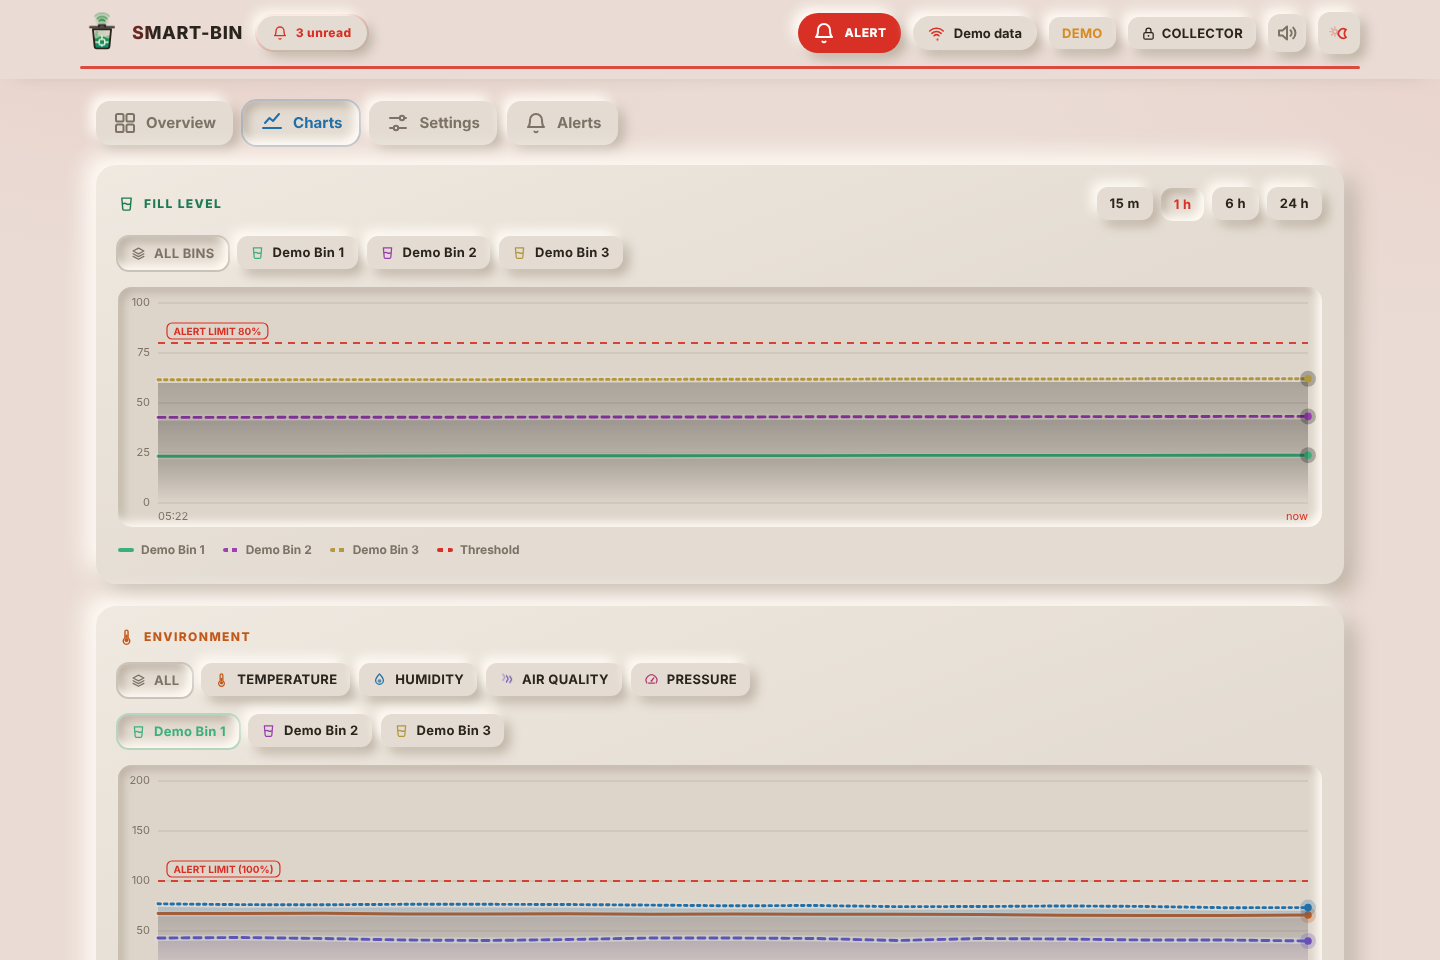 SMART-BIN
3 unread
ALERT
Demo data
DEMO
COLLECTOR
Overview
Charts
Settings
Alerts
FILL LEVEL
15 m
1 h
6 h
24 h
ALL BINS
Demo Bin 1
Demo Bin 2
Demo Bin 3
100
ALERT LIMIT 80%
75
50
25
0
05:22
now
Demo Bin 1
Demo Bin 2
Demo Bin 3
Threshold
ENVIRONMENT
ALL
TEMPERATURE
HUMIDITY
AIR QUALITY
PRESSURE
Demo Bin 1
Demo Bin 2
Demo Bin 3
200
150
ALERT LIMIT (100%)
100
50